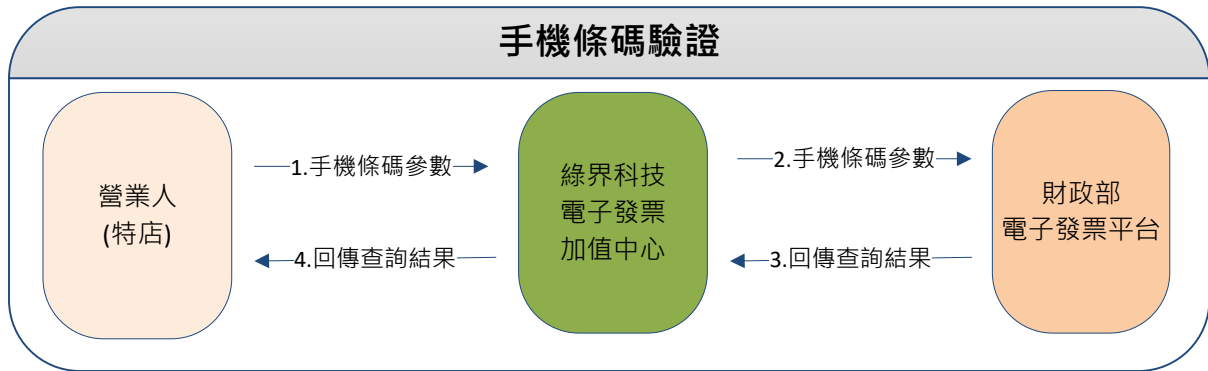 手機條碼驗證
營業人
(特店)
1.手機條碼參數
4.回傳查詢結果
綠界科技
電子發票
加值中心
2.手機條碼參數
3.回傳查詢結果
財政部
電子發票平台